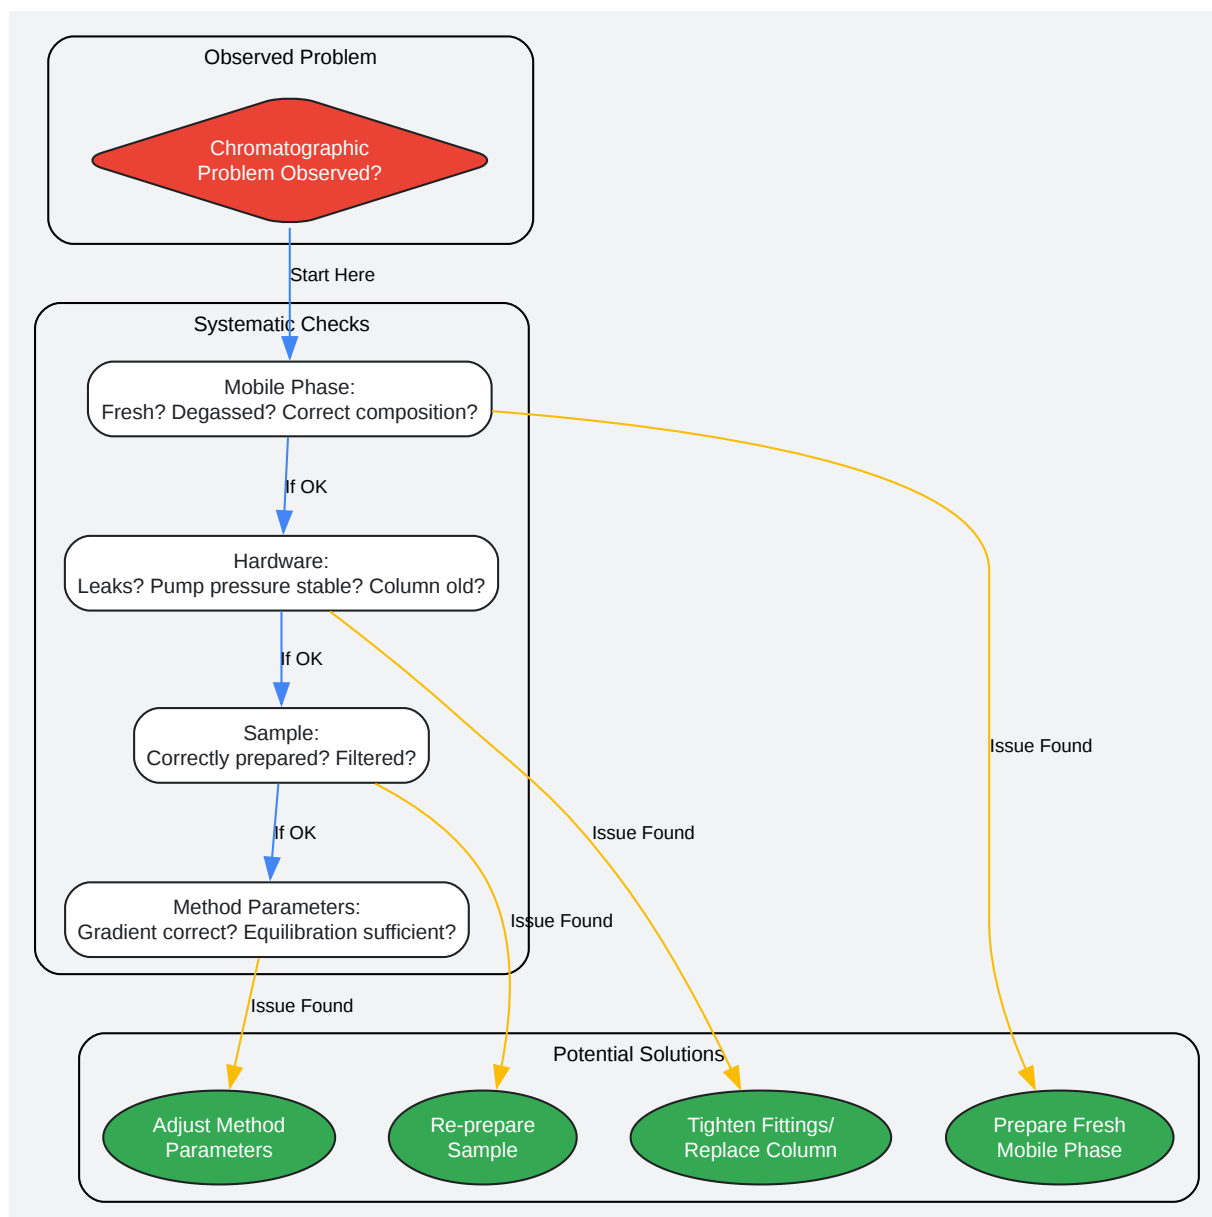 Observed Problem
Chromatographic
Problem Observed?
Start Here
Systematic Checks
Mobile Phase:
Fresh? Degassed? Correct composition?
If OK
Hardware:
Leaks? Pump pressure stable? Column old?
If OK
Sample:
Correctly prepared? Filtered?
Issue Found
If OK
Issue Found
Method Parameters:
Gradient correct? Equilibration sufficient?
Issue Found
Issue Found
Potential Solutions
Adjust Method
Parameters
Re-prepare
Sample
Tighten Fittings/
Replace Column
Prepare Fresh
Mobile Phase